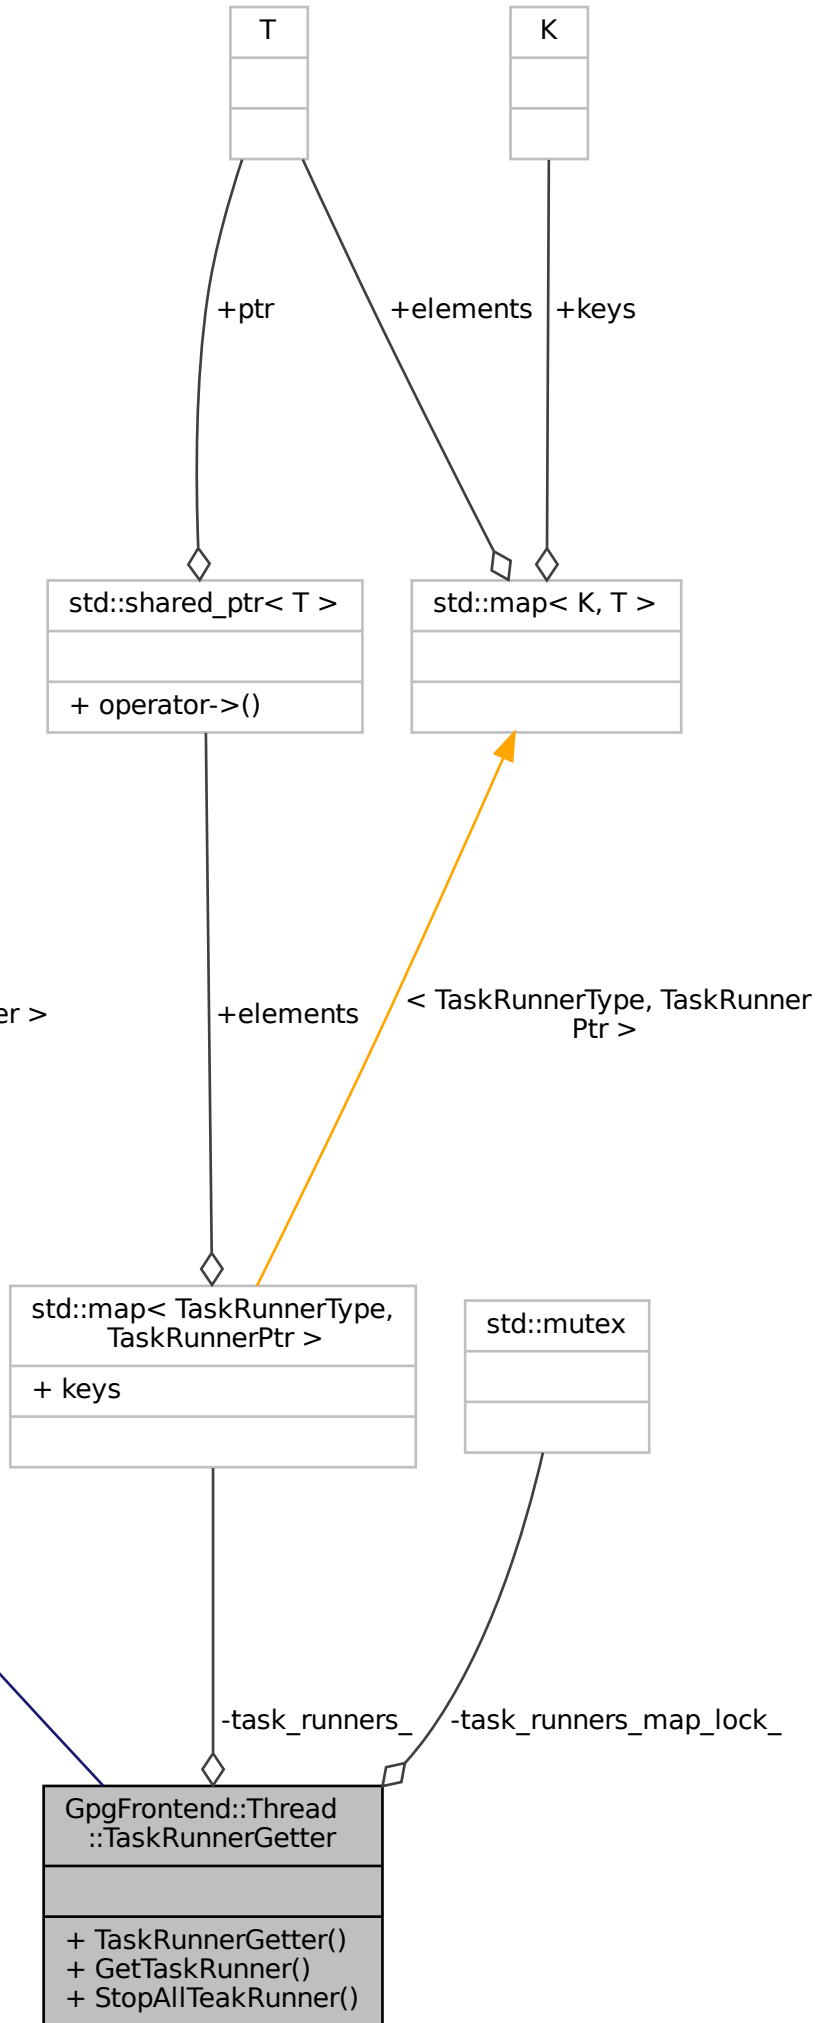 T
K
+ptr
+elements
+keys
std::shared_ptr< T >
+ operator->()
std::map< K, T >
er >
+elements
< TaskRunnerType, TaskRunner
Ptr >
std::map< TaskRunnerType,
TaskRunnerPtr >
+ keys
std::mutex
-task_runners_
-task_runners_map_lock_
GpgFrontend::Thread
::TaskRunnerGetter
+ TaskRunnerGetter()
+ GetTaskRunner()
+ StopAllTeakRunner()